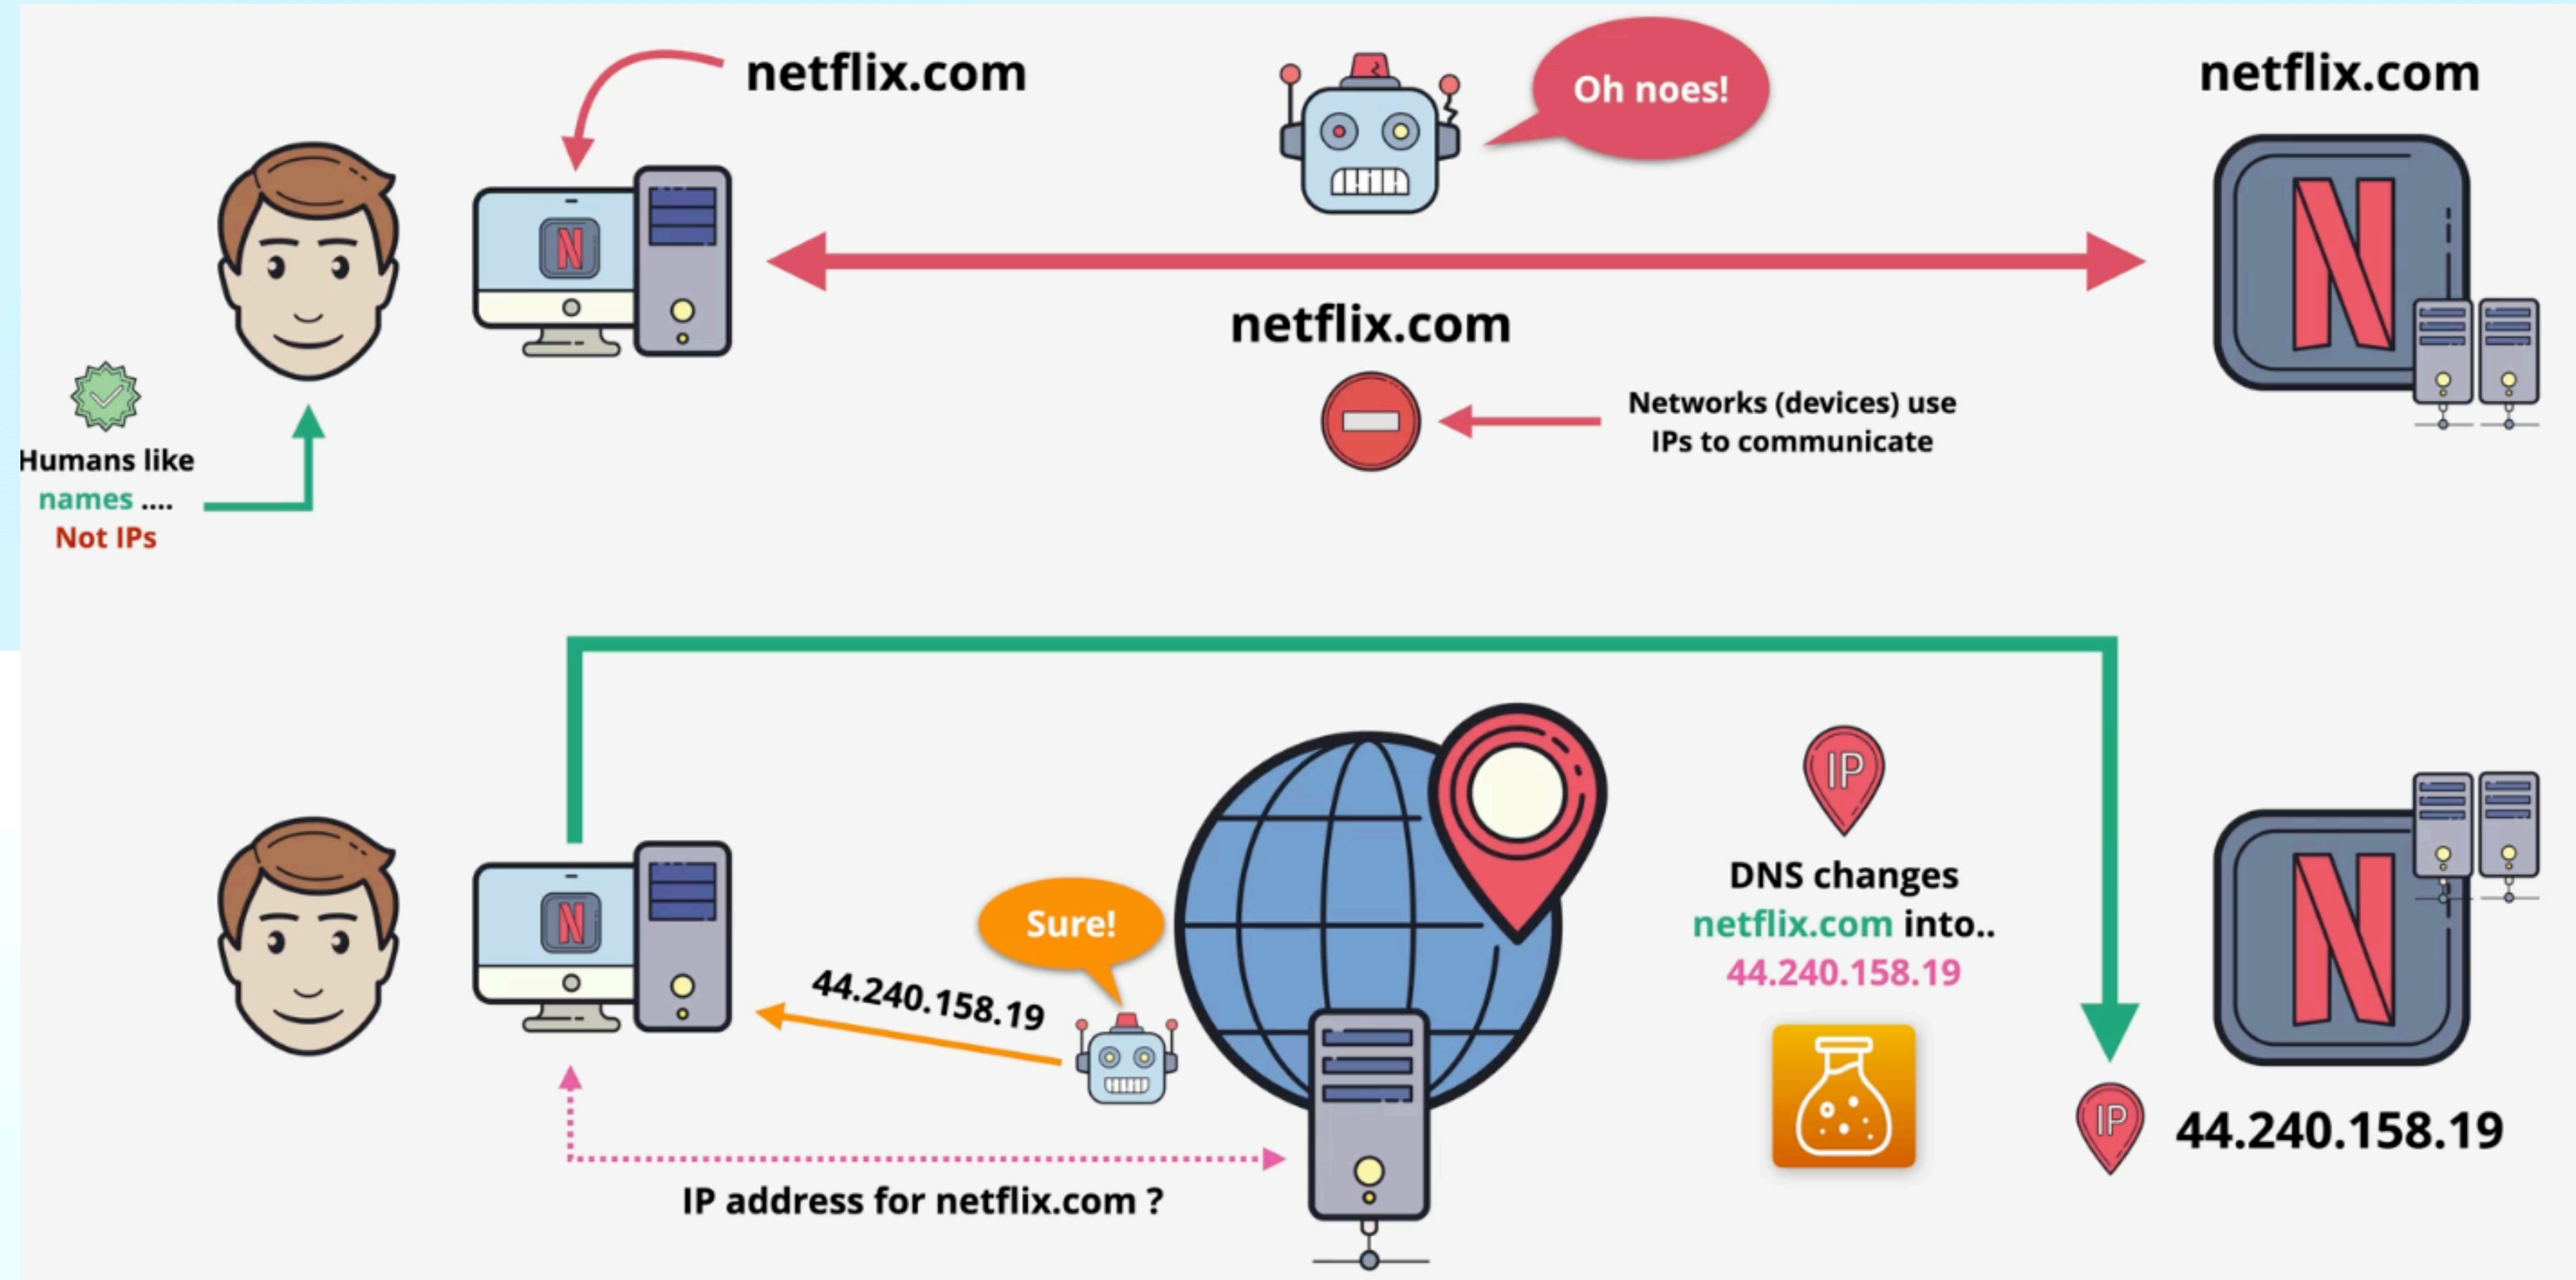 netflix.com
Oh noes!
netflix.com
netflix.com
Networks (devices) use
IPs to communicate
Humans like
names ....
Not IPs
IP
DNS changes
netflix.com into..
44.240.158.19
Sure!
44.240.158.19
IP address for netflix.com ?
IP
44.240.158.19
N
N
N
N